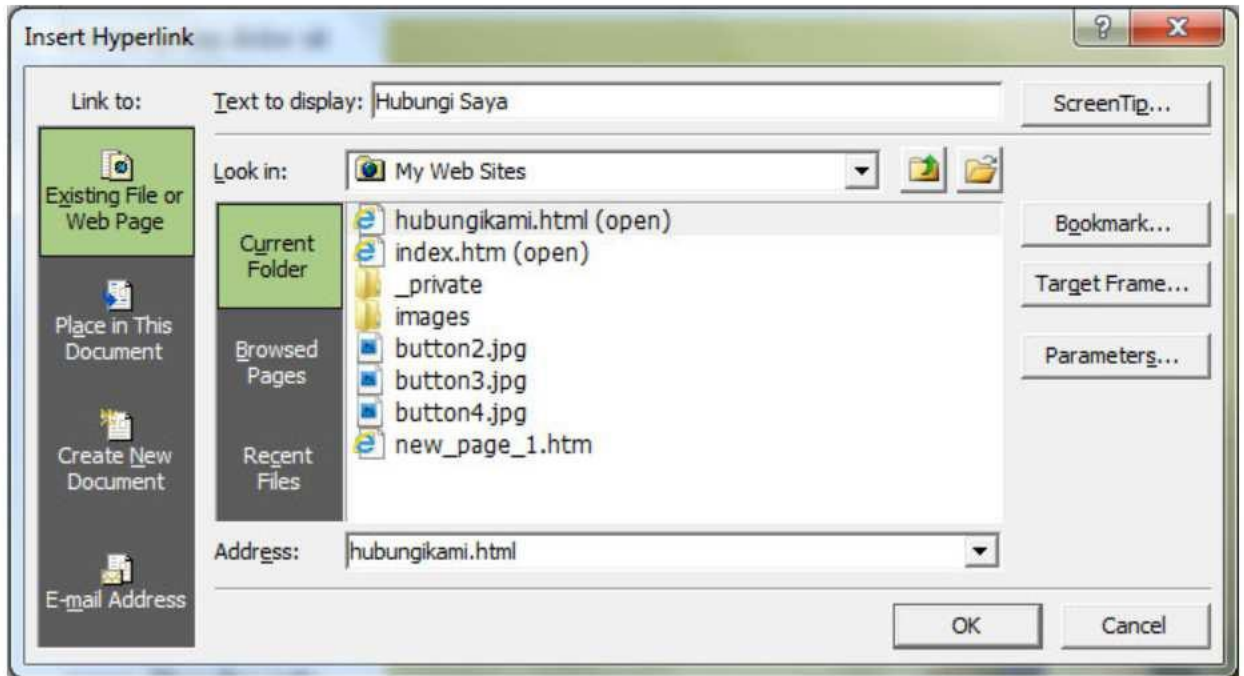 Insert Hyperlink
Link to:
Text to display: Hubungi Saya
ScreenTip...
Existing File or
Web Page
Look in: My Web Sites
Current
Folder
hubungikami.html (open)
index.htm (open)
_private
images
button2.jpg
button3.jpg
button4.jpg
new_page_1.htm
Bookmark...
Target Frame...
Parameters...
Place in This
Document
Browsed
Pages
Create New
Document
Recent
Files
Address: hubungikami.html
E-mail Address
OK
Cancel